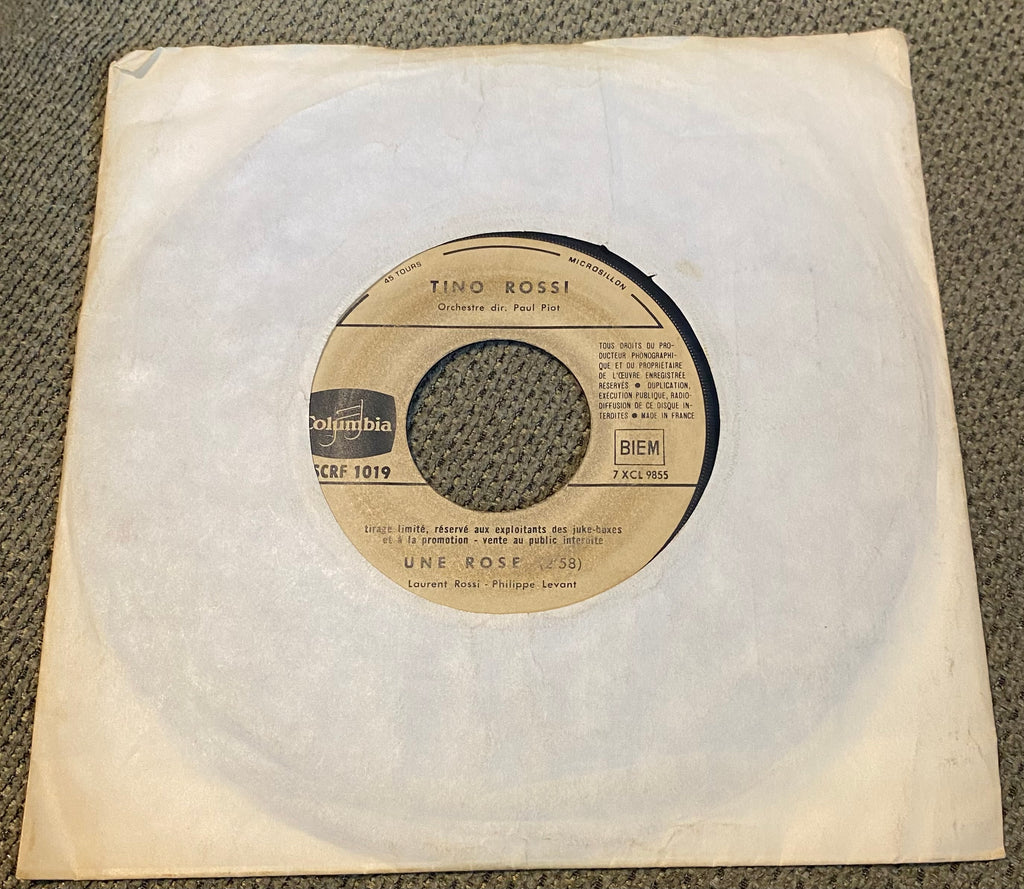 45 TOURS
MICROSILLON
TINO ROSSI
Orchestre dir. Paul Piot
TOUS DROITS DU PRO-
DUCTEUR PHONOGRAPHI-
QUE ET DU PROPRIÉTAIRE
DE L'ŒUVRE ENREGISTRÉE
RÉSERVÉS ● DUPLICATION,
EXÉCUTION PUBLIQUE, RADIO-
DIFFUSION DE CE DISQUE IN-
TERDITES ● MADE IN FRANCE
Columbia
SCRF 1019
BIEM
7 XCL 9855
tirage limité, réservé aux exploitants des juke-boxes
et à la promotion - vente au public interdite
UNE ROSE (2'58)
Laurent Rossi - Philippe Levant